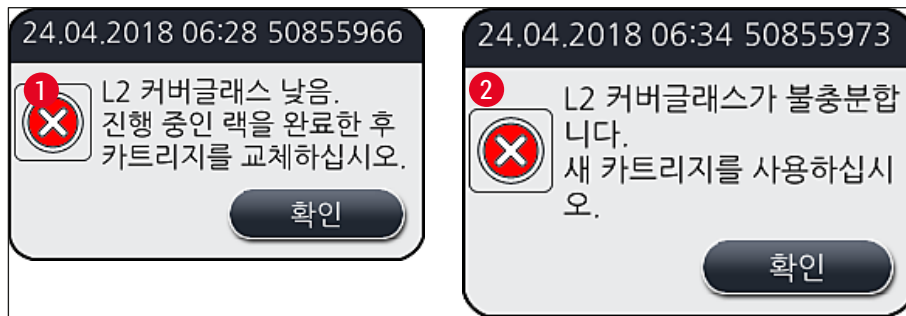 24.04.2018 06:28 50855966
1
L2 커버글래스 낮음.
진행 중인 랙을 완료한 후
카트리지를 교체하십시오.
확인
24.04.2018 06:34 50855973
2
L2 커버글래스가 불충분합
니다.
새 카트리지를 사용하십시
오.
확인